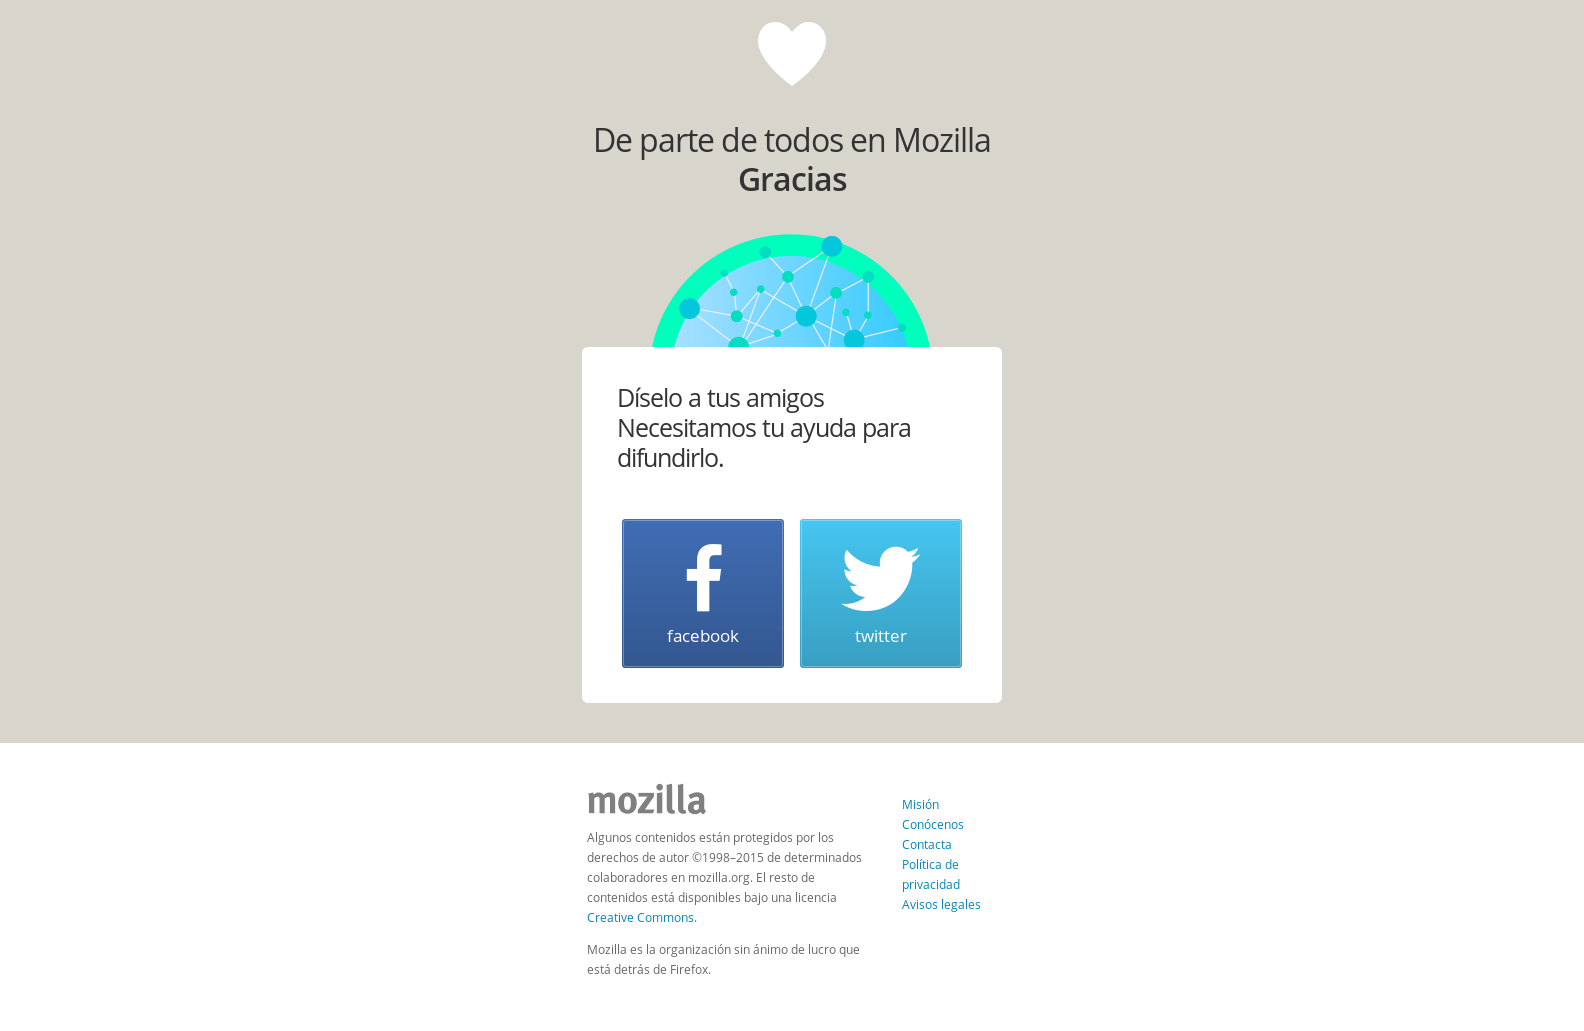 De parte de todos en Mozilla
Gracias
Díselo a tus amigos
Necesitamos tu ayuda para
difundirlo.
facebook
twitter
mozilla
Algunos contenidos están protegidos por los
derechos de autor ©1998–2015 de determinados
colaboradores en mozilla.org. El resto de
contenidos está disponibles bajo una licencia
Creative Commons.
Mozilla es la organización sin ánimo de lucro que
está detrás de Firefox.
Misión
Conócenos
Contacta
Política de
privacidad
Avisos legales